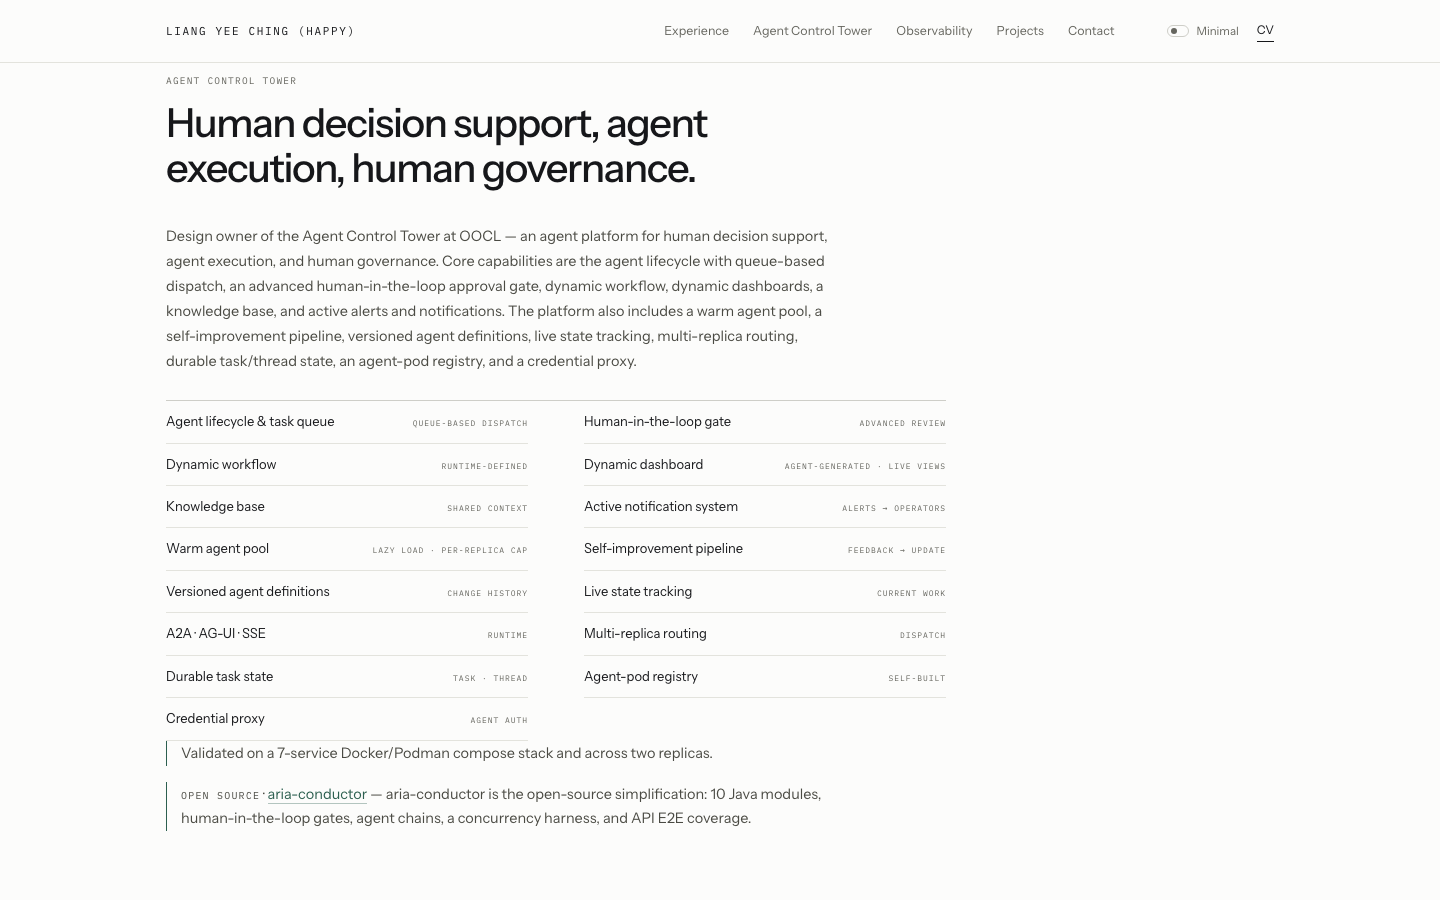 LIANG YEE CHING (HAPPY)
Experience
Agent Control Tower
Observability
Projects
Contact
Minimal
CV
AGENT CONTROL TOWER
Human decision support, agent
execution, human governance.
Design owner of the Agent Control Tower at OOCL — an agent platform for human decision support,
agent execution, and human governance. Core capabilities are the agent lifecycle with queue-based
dispatch, an advanced human-in-the-loop approval gate, dynamic workflow, dynamic dashboards, a
knowledge base, and active alerts and notifications. The platform also includes a warm agent pool, a
self-improvement pipeline, versioned agent definitions, live state tracking, multi-replica routing,
durable task/thread state, an agent-pod registry, and a credential proxy.
Agent lifecycle & task queue QUEUE-BASED DISPATCH
Human-in-the-loop gate ADVANCED REVIEW
Dynamic workflow RUNTIME-DEFINED
Dynamic dashboard AGENT-GENERATED · LIVE VIEWS
Knowledge base SHARED CONTEXT
Active notification system ALERTS → OPERATORS
Warm agent pool LAZY LOAD · PER-REPLICA CAP
Self-improvement pipeline FEEDBACK → UPDATE
Versioned agent definitions CHANGE HISTORY
Live state tracking CURRENT WORK
A2A · AG-UI · SSE RUNTIME
Multi-replica routing DISPATCH
Durable task state TASK · THREAD
Agent-pod registry SELF-BUILT
Credential proxy AGENT AUTH
Validated on a 7-service Docker/Podman compose stack and across two replicas.
OPEN SOURCE · aria-conductor — aria-conductor is the open-source simplification: 10 Java modules,
human-in-the-loop gates, agent chains, a concurrency harness, and API E2E coverage.